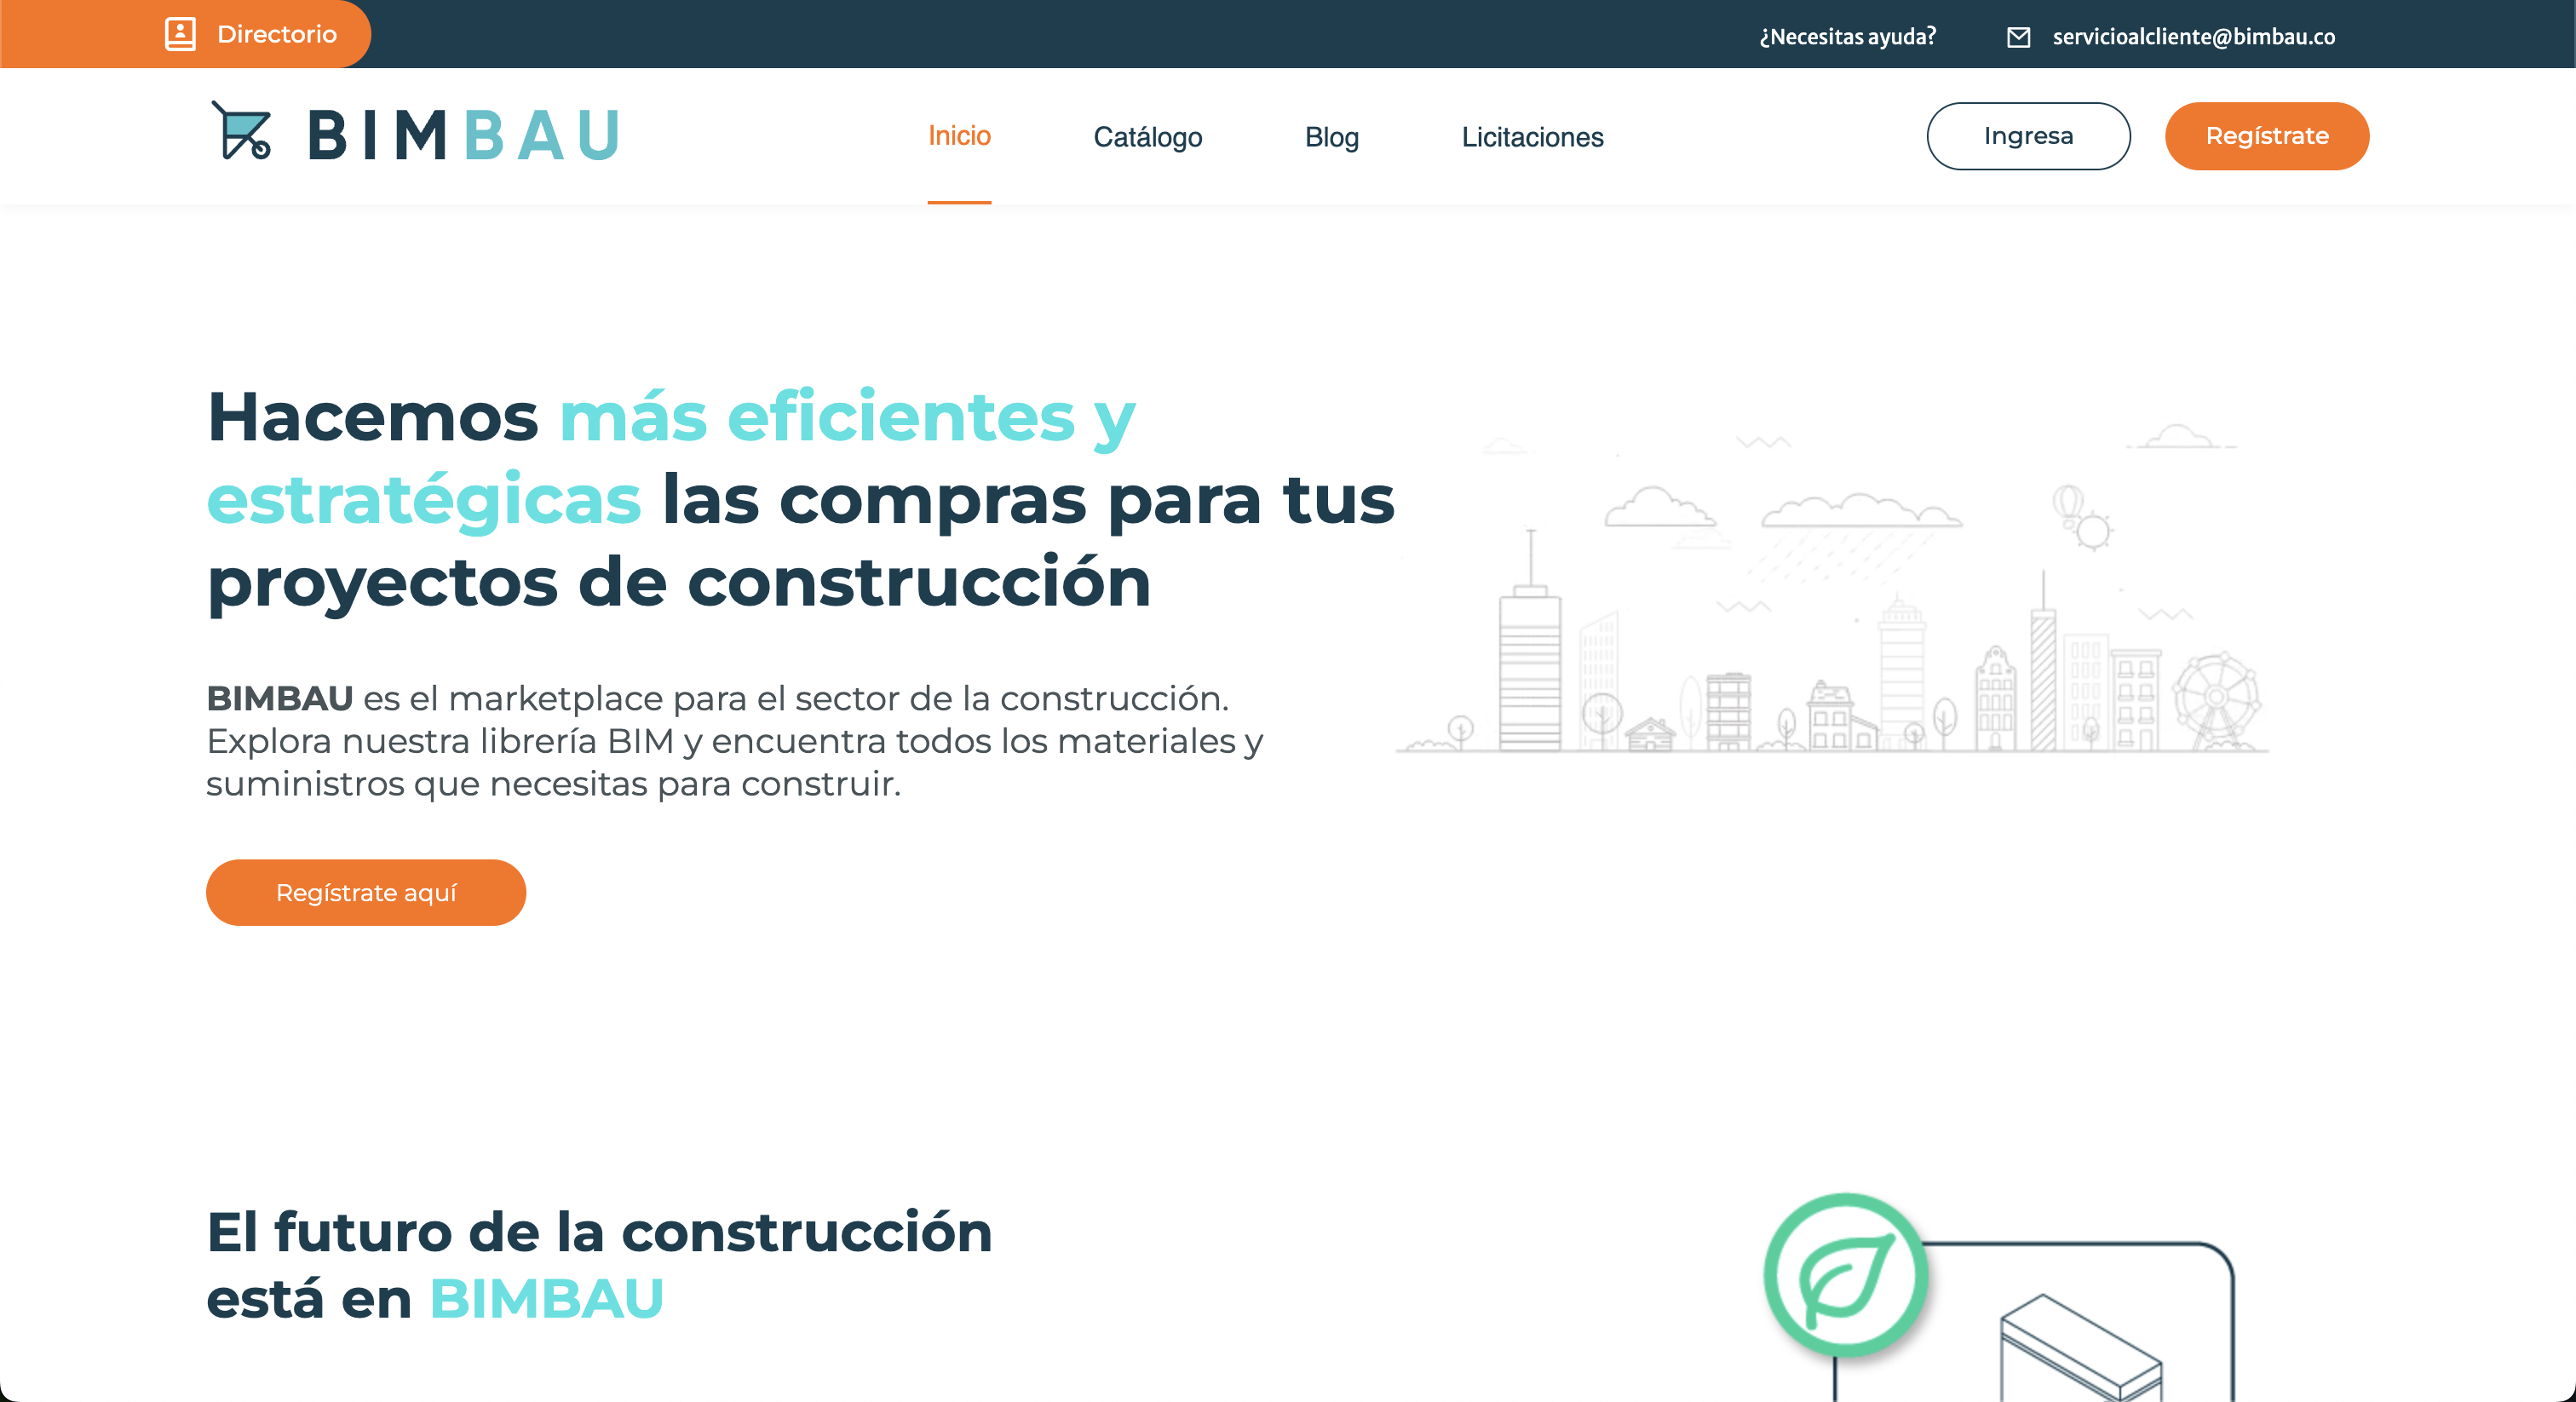 Directorio
¿Necesitas ayuda?
servicioalcliente@bimbau.co
BIMBAU
Inicio
Catálogo
Blog
Licitaciones
Ingresa
Regístrate
Hacemos más eficientes y
estratégicas las compras para tus
proyectos de construcción
BIMBAU es el marketplace para el sector de la construcción.
Explora nuestra librería BIM y encuentra todos los materiales y
suministros que necesitas para construir.
Regístrate aquí
El futuro de la construcción
está en BIMBAU